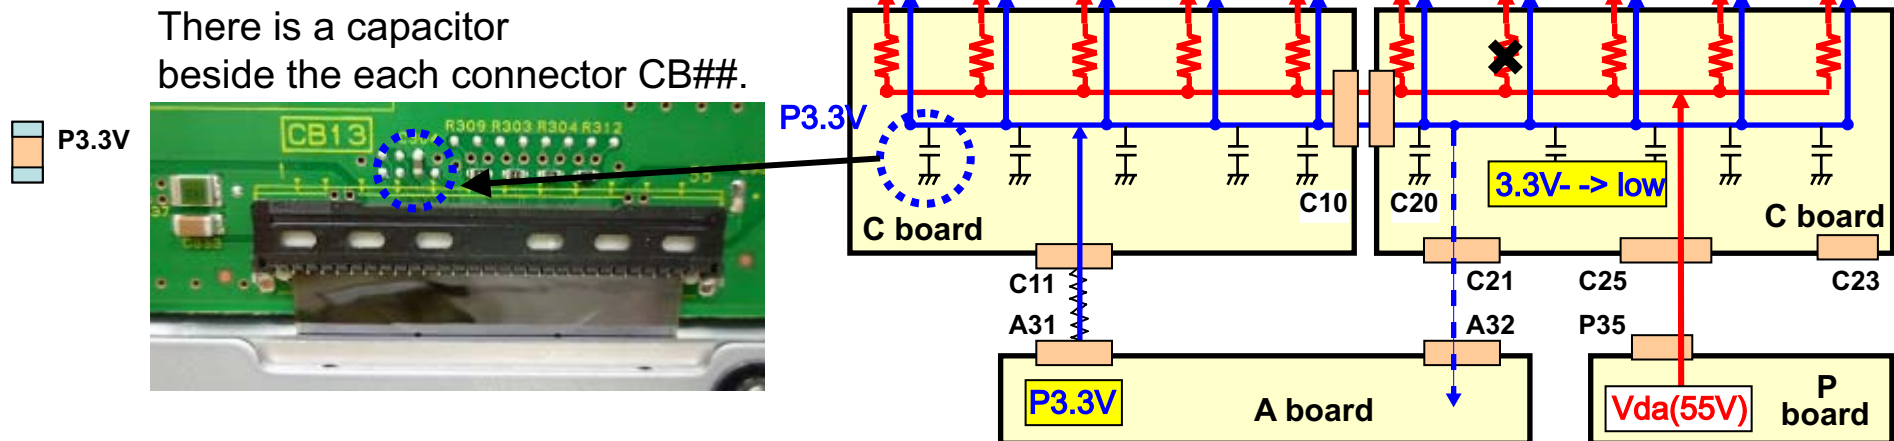 There is a capacitor
beside the each connector CB##.
P3.3V
CB13
R309 R303 R304 R312
1
P3.3V
C10
C20
3.3V- -> low
C board
C board
C11
C21
C25
C23
A31
A32
P35
P3.3V
A board
Vda(55V)
P
board